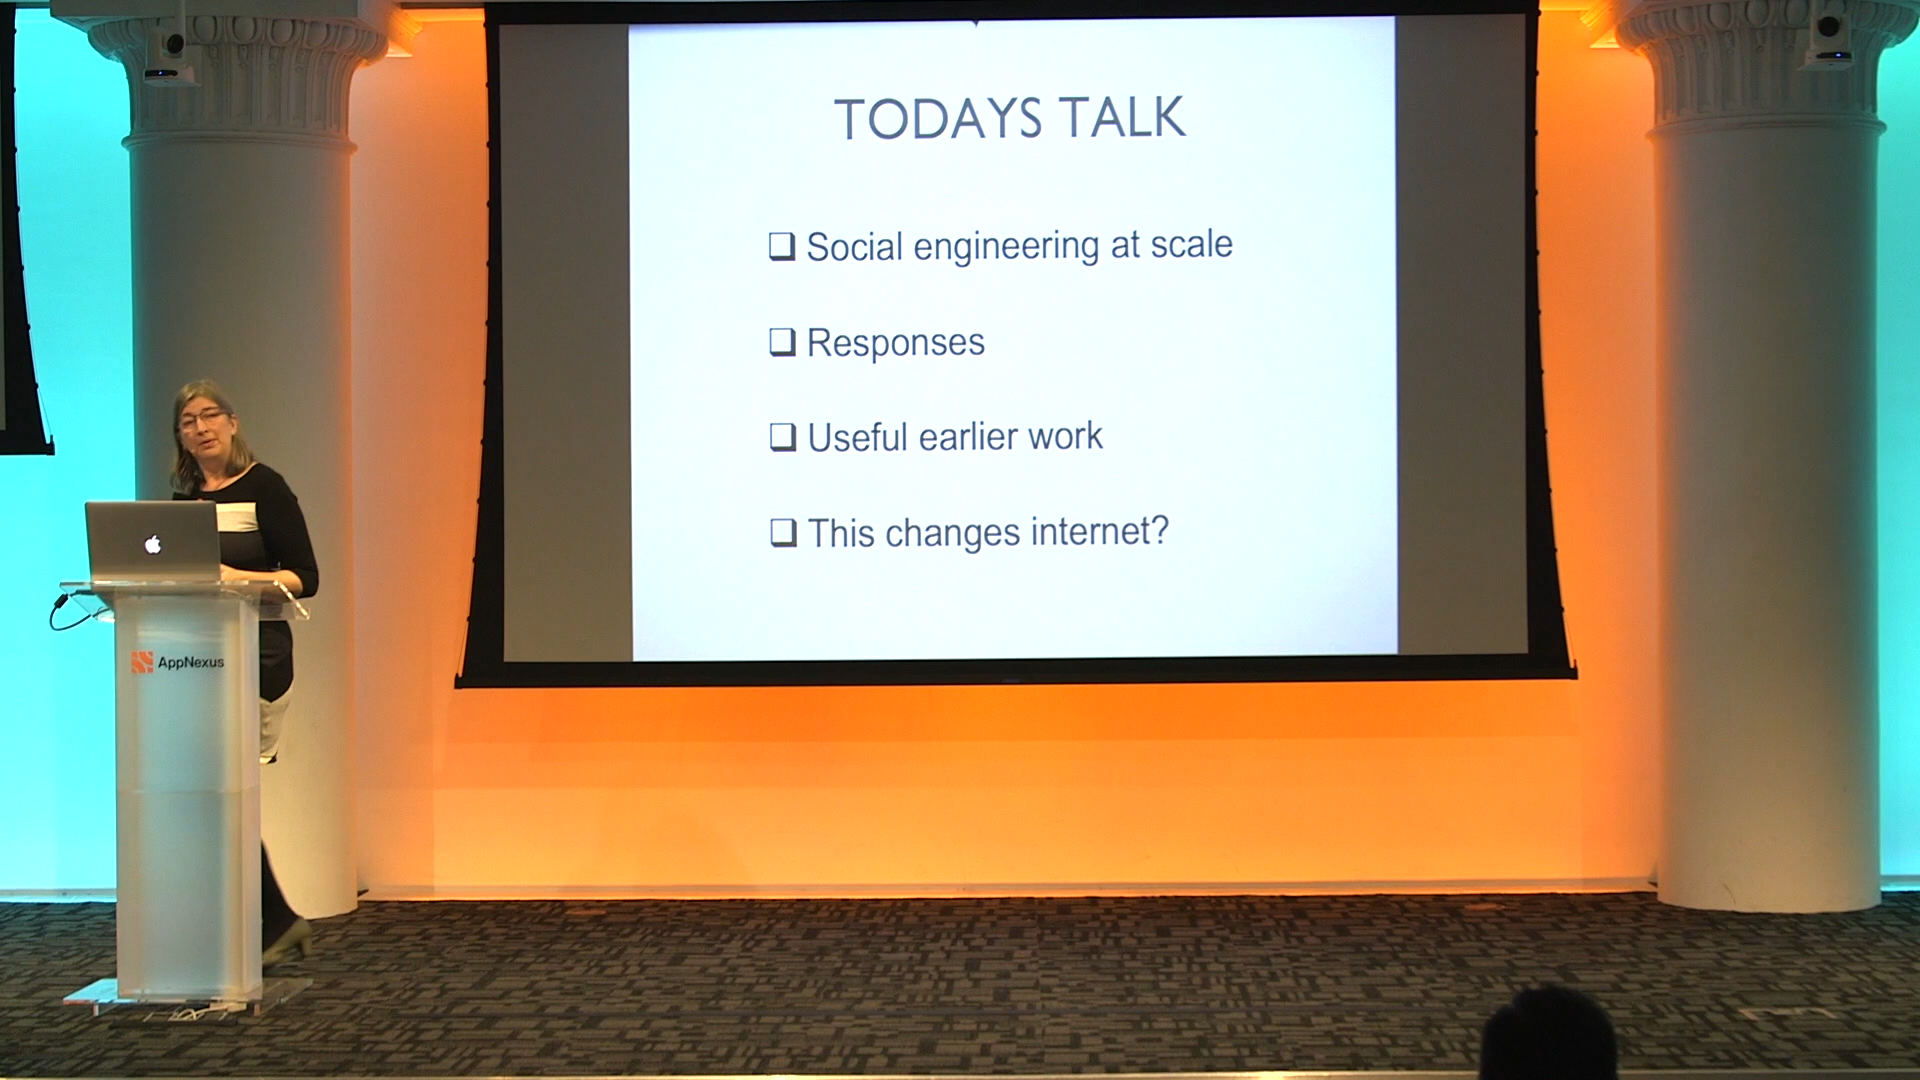 TODAYS TALK
Social engineering at scale
Responses
Useful earlier work
This changes internet?
AppNexus